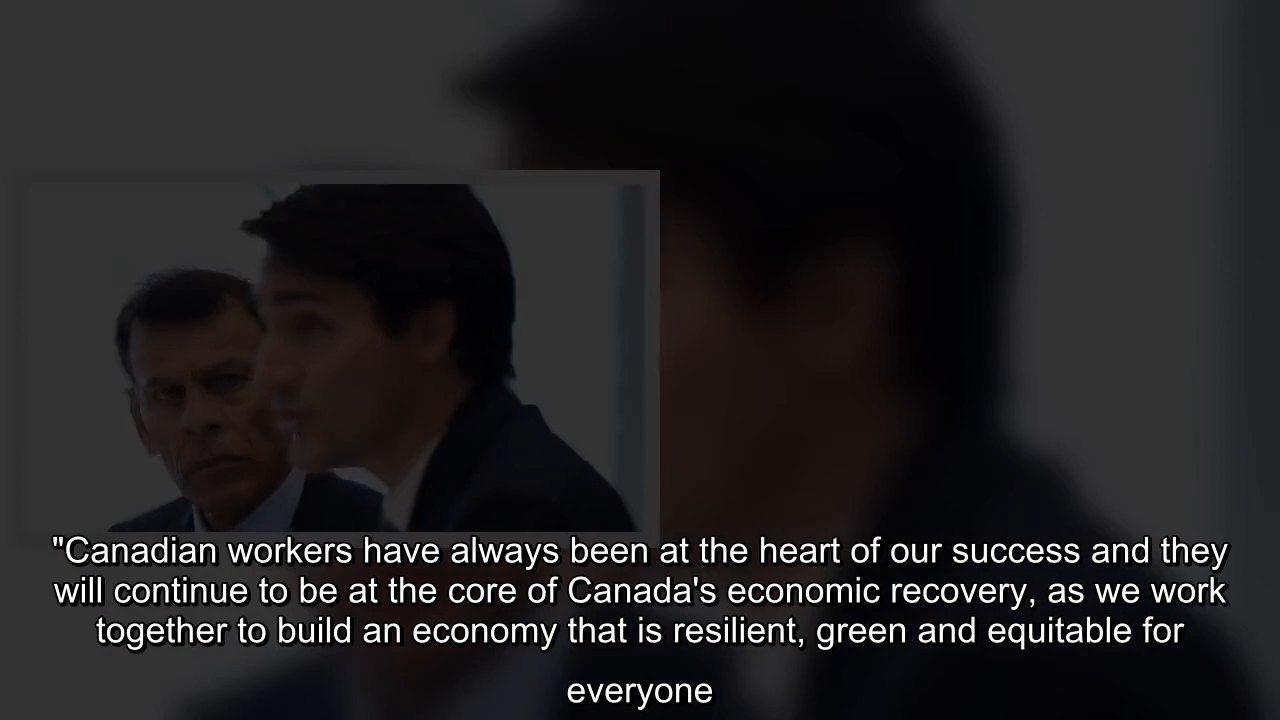 "Canadian workers have always been at the heart of our success and they
will continue to be at the core of Canada's economic recovery, as we work
together to build an economy that is resilient, green and equitable for
everyone